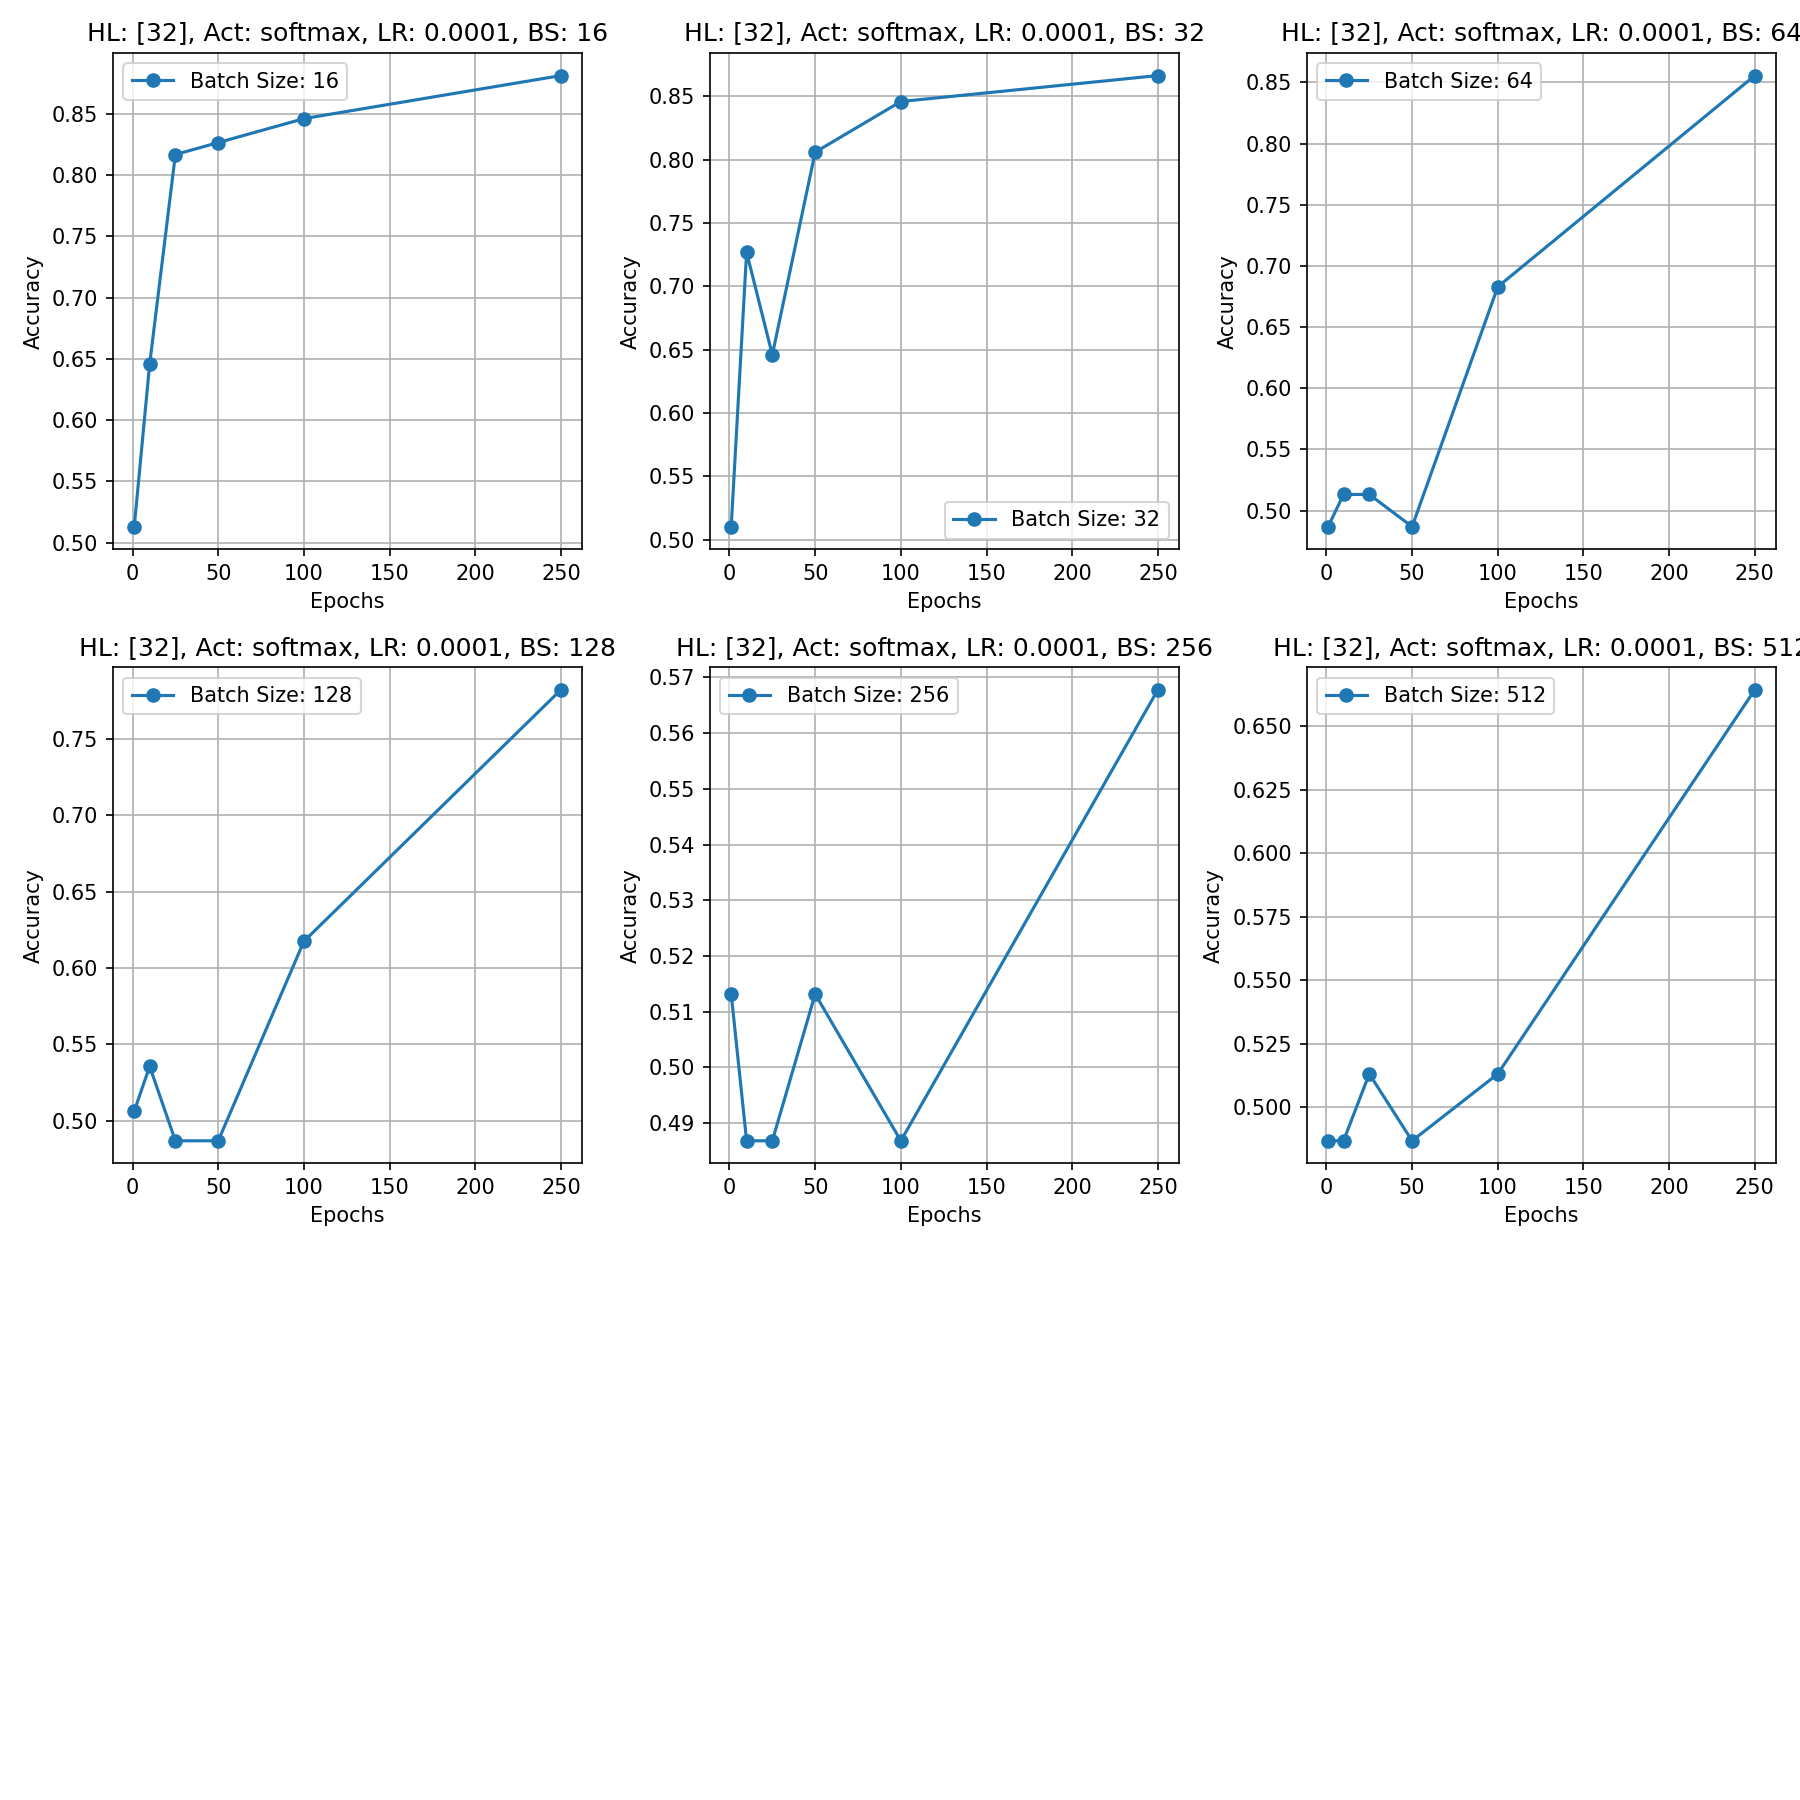 HL: [32], Act: softmax, LR: 0.0001, BS: 16
Batch Size: 16
Accuracy
0.85
0.80
0.75
0.70
0.65
0.60
0.55
0.50
0 50 100 150 200 250
Epochs
HL: [32], Act: softmax, LR: 0.0001, BS: 32
Accuracy
0.85
0.80
0.75
0.70
0.65
0.60
0.55
0.50
Batch Size: 32
0 50 100 150 200 250
Epochs
HL: [32], Act: softmax, LR: 0.0001, BS: 64
Batch Size: 64
Accuracy
0.85
0.80
0.75
0.70
0.65
0.60
0.55
0.50
0 50 100 150 200 250
Epochs
HL: [32], Act: softmax, LR: 0.0001, BS: 128
Batch Size: 128
Accuracy
0.75
0.70
0.65
0.60
0.55
0.50
0 50 100 150 200 250
Epochs
HL: [32], Act: softmax, LR: 0.0001, BS: 256
Batch Size: 256
Accuracy
0.57
0.56
0.55
0.54
0.53
0.52
0.51
0.50
0.49
0 50 100 150 200 250
Epochs
HL: [32], Act: softmax, LR: 0.0001, BS: 512
Batch Size: 512
Accuracy
0.650
0.625
0.600
0.575
0.550
0.525
0.500
0 50 100 150 200 250
Epochs